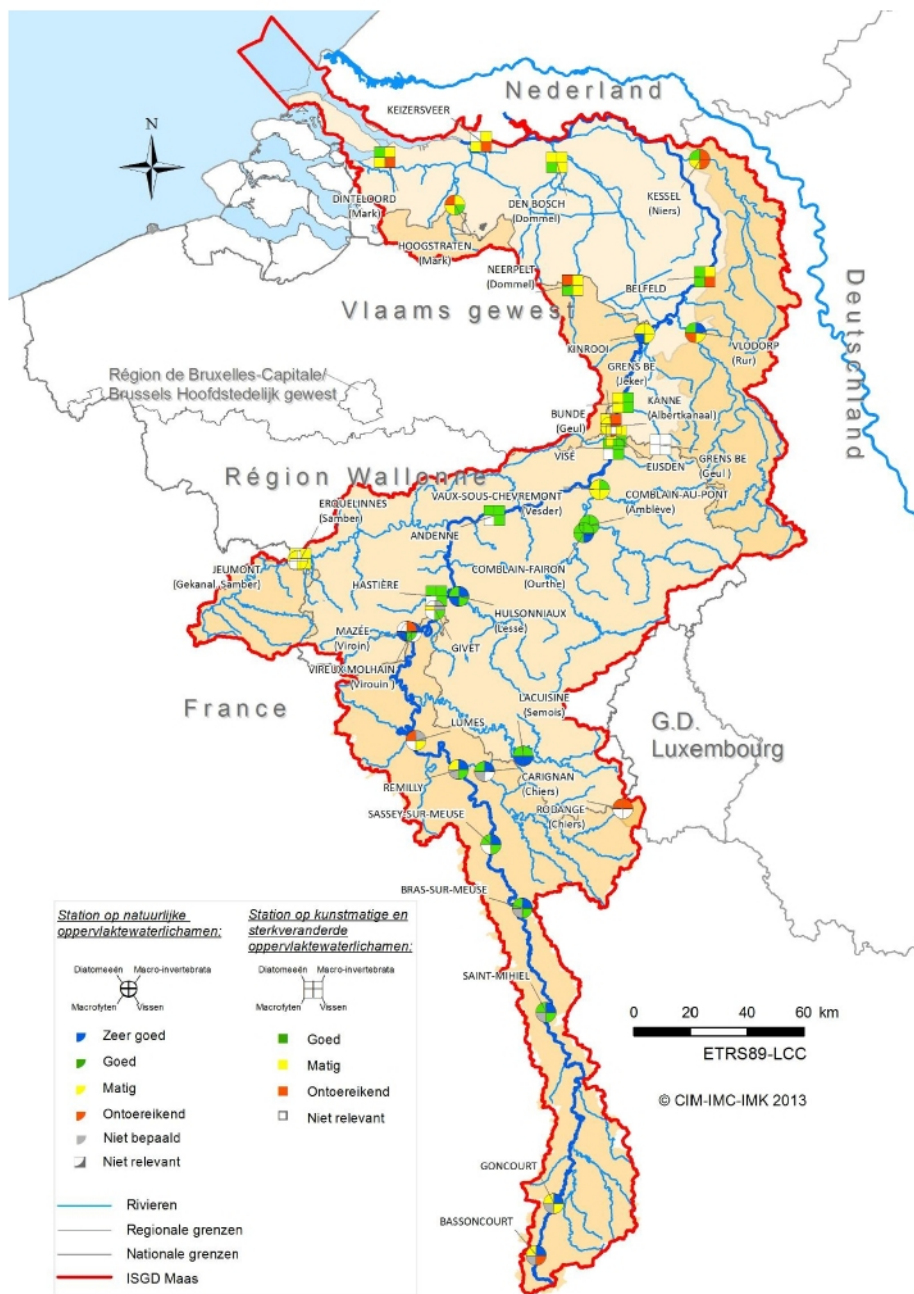 Nederland
KEIZERSVEER
N
DINTELOORD
(Mark)
DEN BOSCH
(Dommel)
KESSEL
(Niers)
HOOGSTRATEN
(Mark)
NEERPELT
(Dommel)
BELFELD
Vlaams gewest
Deutschland
KINROOI
VLODORP
(Rur)
GRENS BE
(Jeker)
Région de Bruxelles-Capitale/
Brussels Hoofdstedelijk gewest
KANNE
(Albertkanaal)
BUNDE
(Geul)
VISÉ
EIJSDEN
GRENS BE
(Geul )
Région Wallonne
VAUX-SOUS-CHEVREMONT
(Vesder)
COMBLAIN-AU-PONT
(Amblève)
ERQUELINNES
(Samber)
ANDENNE
JEUMONT
(Gekanal. Samber)
COMBLAIN-FAIRON
(Ourthe)
HASTIÈRE
HULSONNIAUX
(Lesse)
MAZÉE
(Viroin)
GIVET
VIREUX-MOLHAIN
(Virouin )
LACUISINE
(Semois)
France
LUMES
G.D.
Luxembourg
REMILLY
CARIGNAN
(Chiers)
RODANGE
(Chiers)
SASSEY-SUR-MEUSE
BRAS-SUR-MEUSE
SAINT-MIHIEL
GONCOURT
BASSONCOURT
Station op natuurlijke
oppervlaktewaterlichamen:
Diatomeeën
Macro-invertebrata
Macrofyten
Vissen
Zeer goed
Goed
Matig
Ontoereikend
Niet bepaald
Niet relevant
Station op kunstmatige en
sterkveranderde
oppervlaktewaterlichamen:
Diatomeeën
Macro-invertebrata
Macrofyten
Vissen
Goed
Matig
Ontoereikend
Niet relevant
Rivieren
Regionale grenzen
Nationale grenzen
ISGD Maas
0 20 40 60 km
ETRS89-LCC
© CIM-IMC-IMK 2013